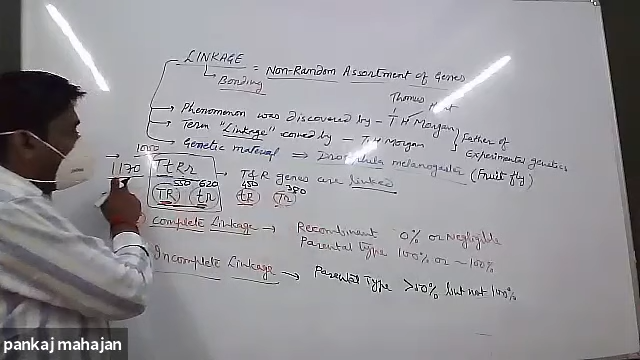 LINKAGE = Non-Random Assortment of Genes
Bonding
Thomas Hunt
Phenomenon was discovered by - T H Morgan
Term "Linkage" coined by - T H Morgan
Father of
Experimental genetics
Genetic material ⇒ Drosophila melanogaster (Fruit fly)
1000
1170 TtRr → T & R genes are linked
550 620 450 380
TR tr tR Tr
Complete Linkage → Recombinent 0% or Negligible
Parental Type 100% or ~100%
Incomplete Linkage → Parental Type >50% but not 100%
pankaj mahajan